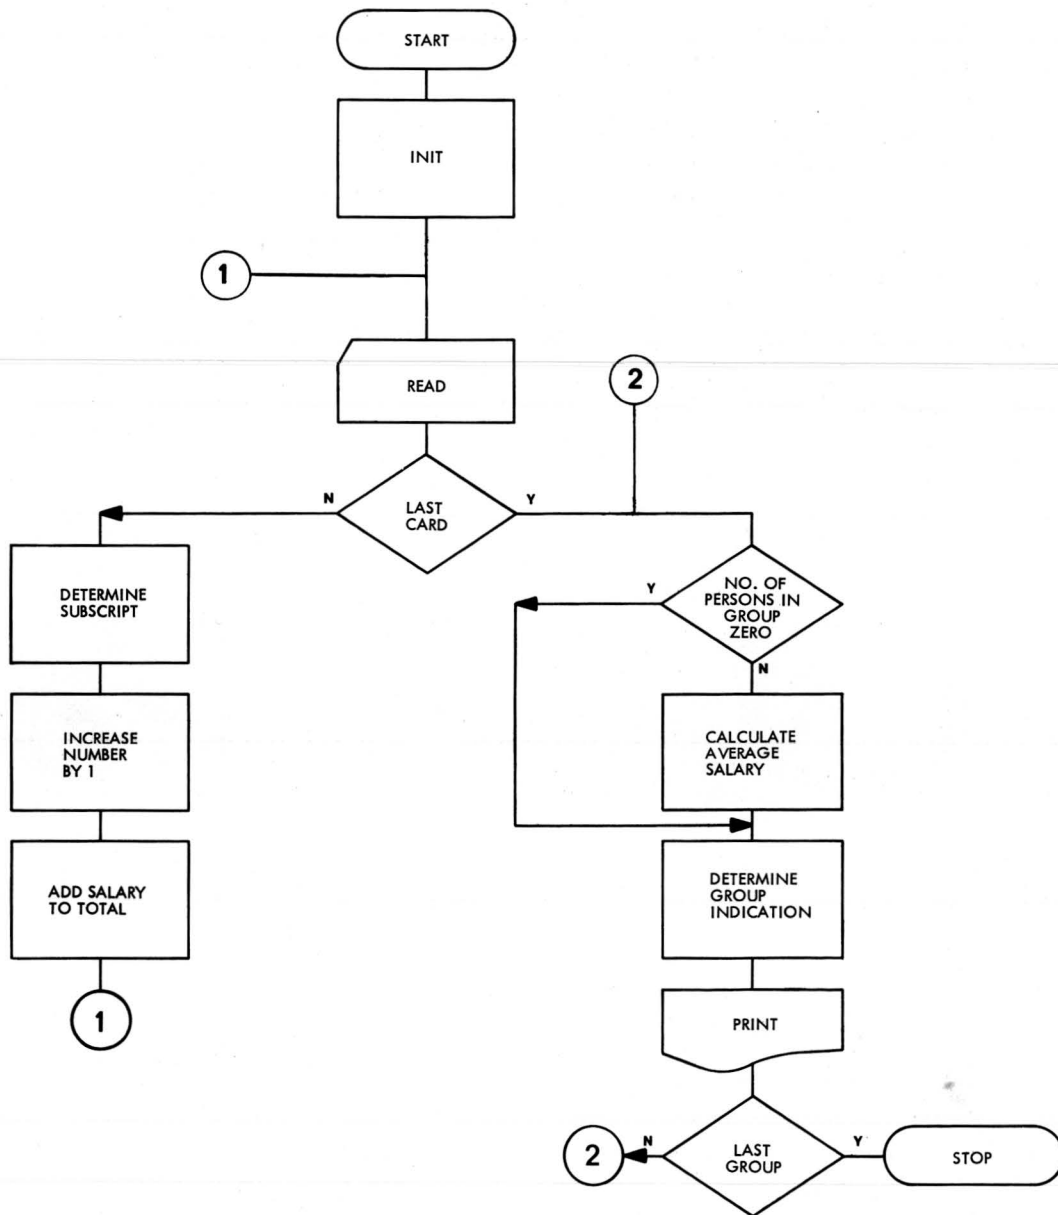 START
INIT
1
READ
2
N
LAST
CARD
Y
DETERMINE
SUBSCRIPT
Y
NO. OF
PERSONS IN
GROUP
ZERO
N
INCREASE
NUMBER
BY 1
CALCULATE
AVERAGE
SALARY
ADD SALARY
TO TOTAL
DETERMINE
GROUP
INDICATION
1
PRINT
2
N
LAST
GROUP
Y
STOP